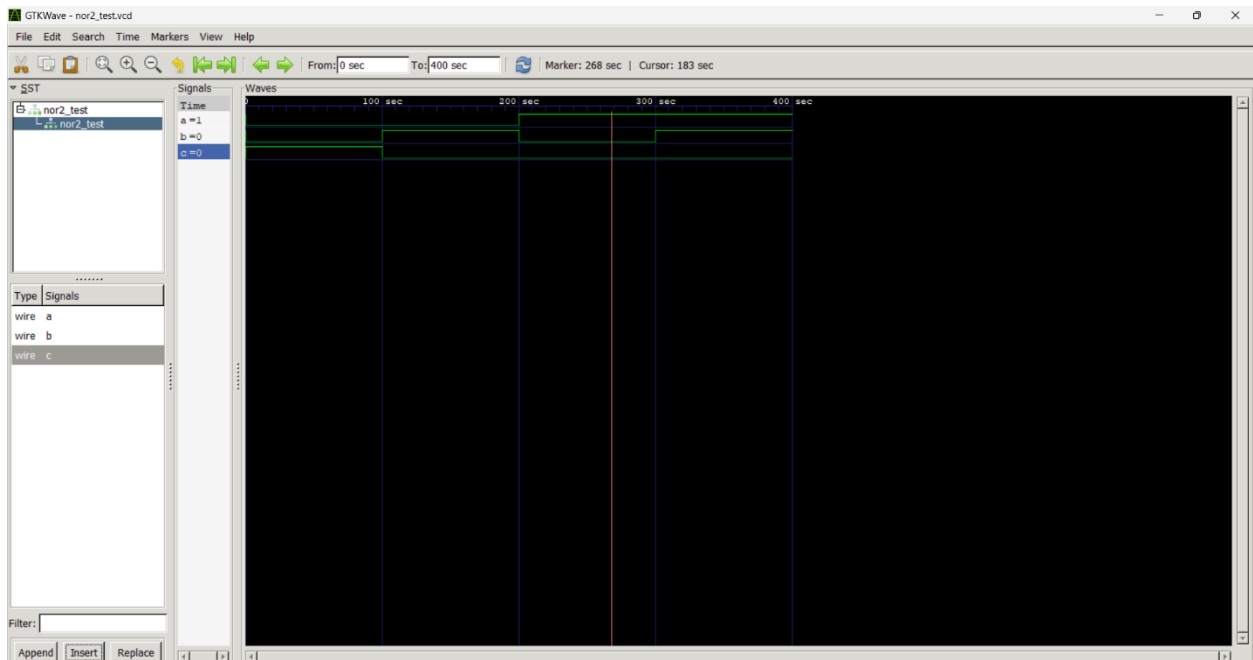 GTKWave - nor2_test.vcd
File Edit Search Time Markers View Help
From: 0 sec To: 400 sec Marker: 268 sec | Cursor: 183 sec
SST
nor2_test
nor2_test
Type Signals
wire a
wire b
wire c
Filter:
Append Insert Replace
Signals
Time
a =1
b =0
c =0
Waves
0 100 sec 200 sec 300 sec 400 sec